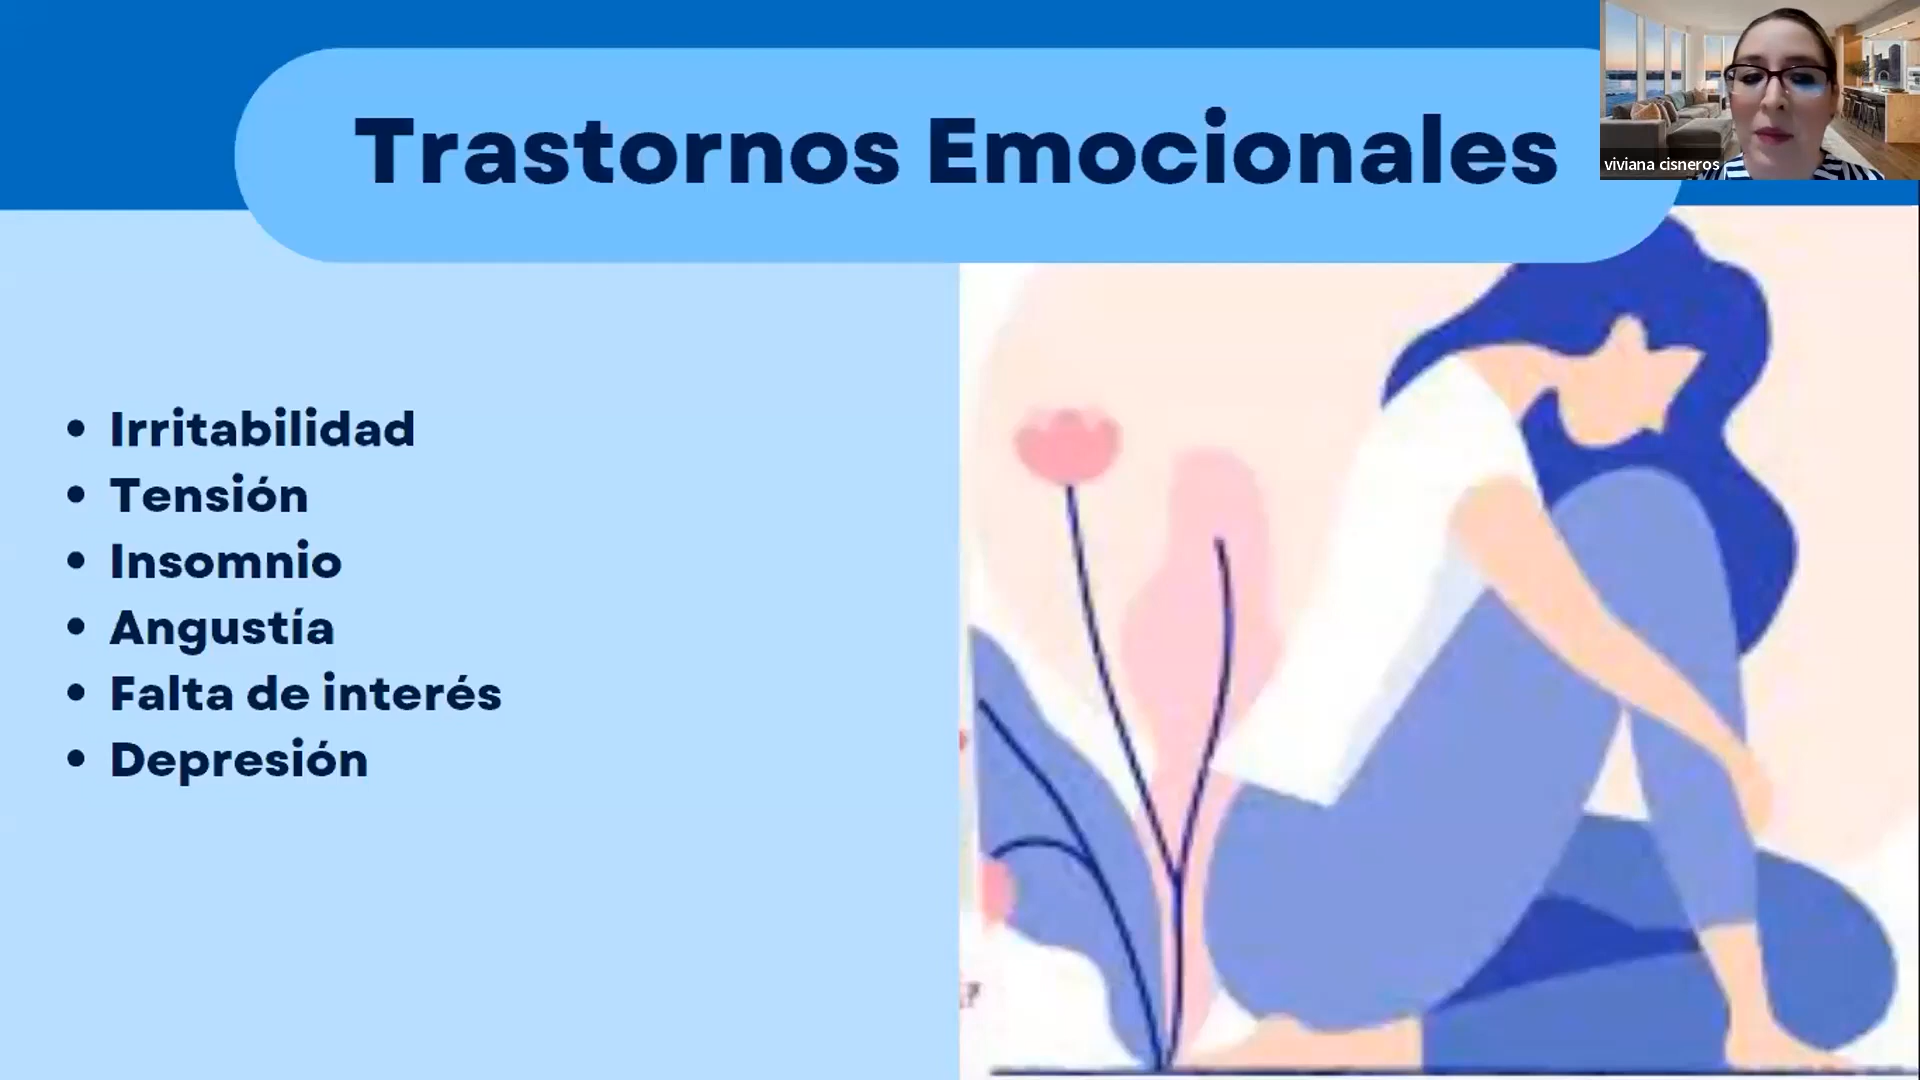 Trastornos Emocionales
viviana cisneros
• Irritabilidad
• Tensión
• Insomnio
• Angustía
• Falta de interés
• Depresión